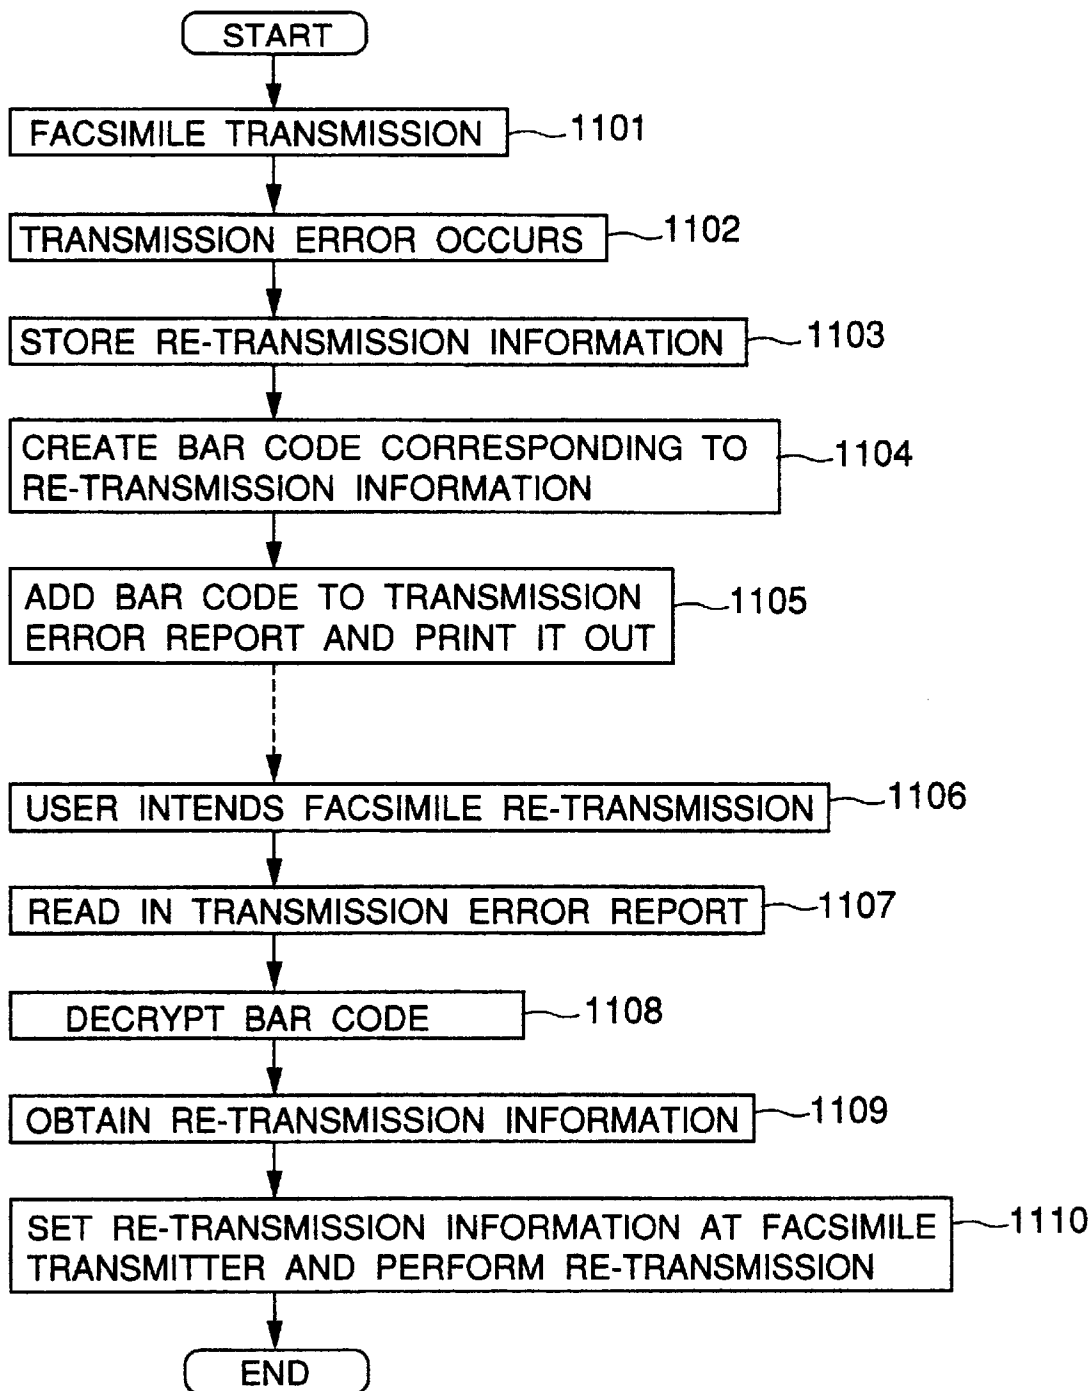 START
FACSIMILE TRANSMISSION
1101
TRANSMISSION ERROR OCCURS
1102
STORE RE-TRANSMISSION INFORMATION
1103
CREATE BAR CODE CORRESPONDING TO
RE-TRANSMISSION INFORMATION
1104
ADD BAR CODE TO TRANSMISSION
ERROR REPORT AND PRINT IT OUT
1105
USER INTENDS FACSIMILE RE-TRANSMISSION
1106
READ IN TRANSMISSION ERROR REPORT
1107
DECRYPT BAR CODE
1108
OBTAIN RE-TRANSMISSION INFORMATION
1109
SET RE-TRANSMISSION INFORMATION AT FACSIMILE
TRANSMITTER AND PERFORM RE-TRANSMISSION
1110
END